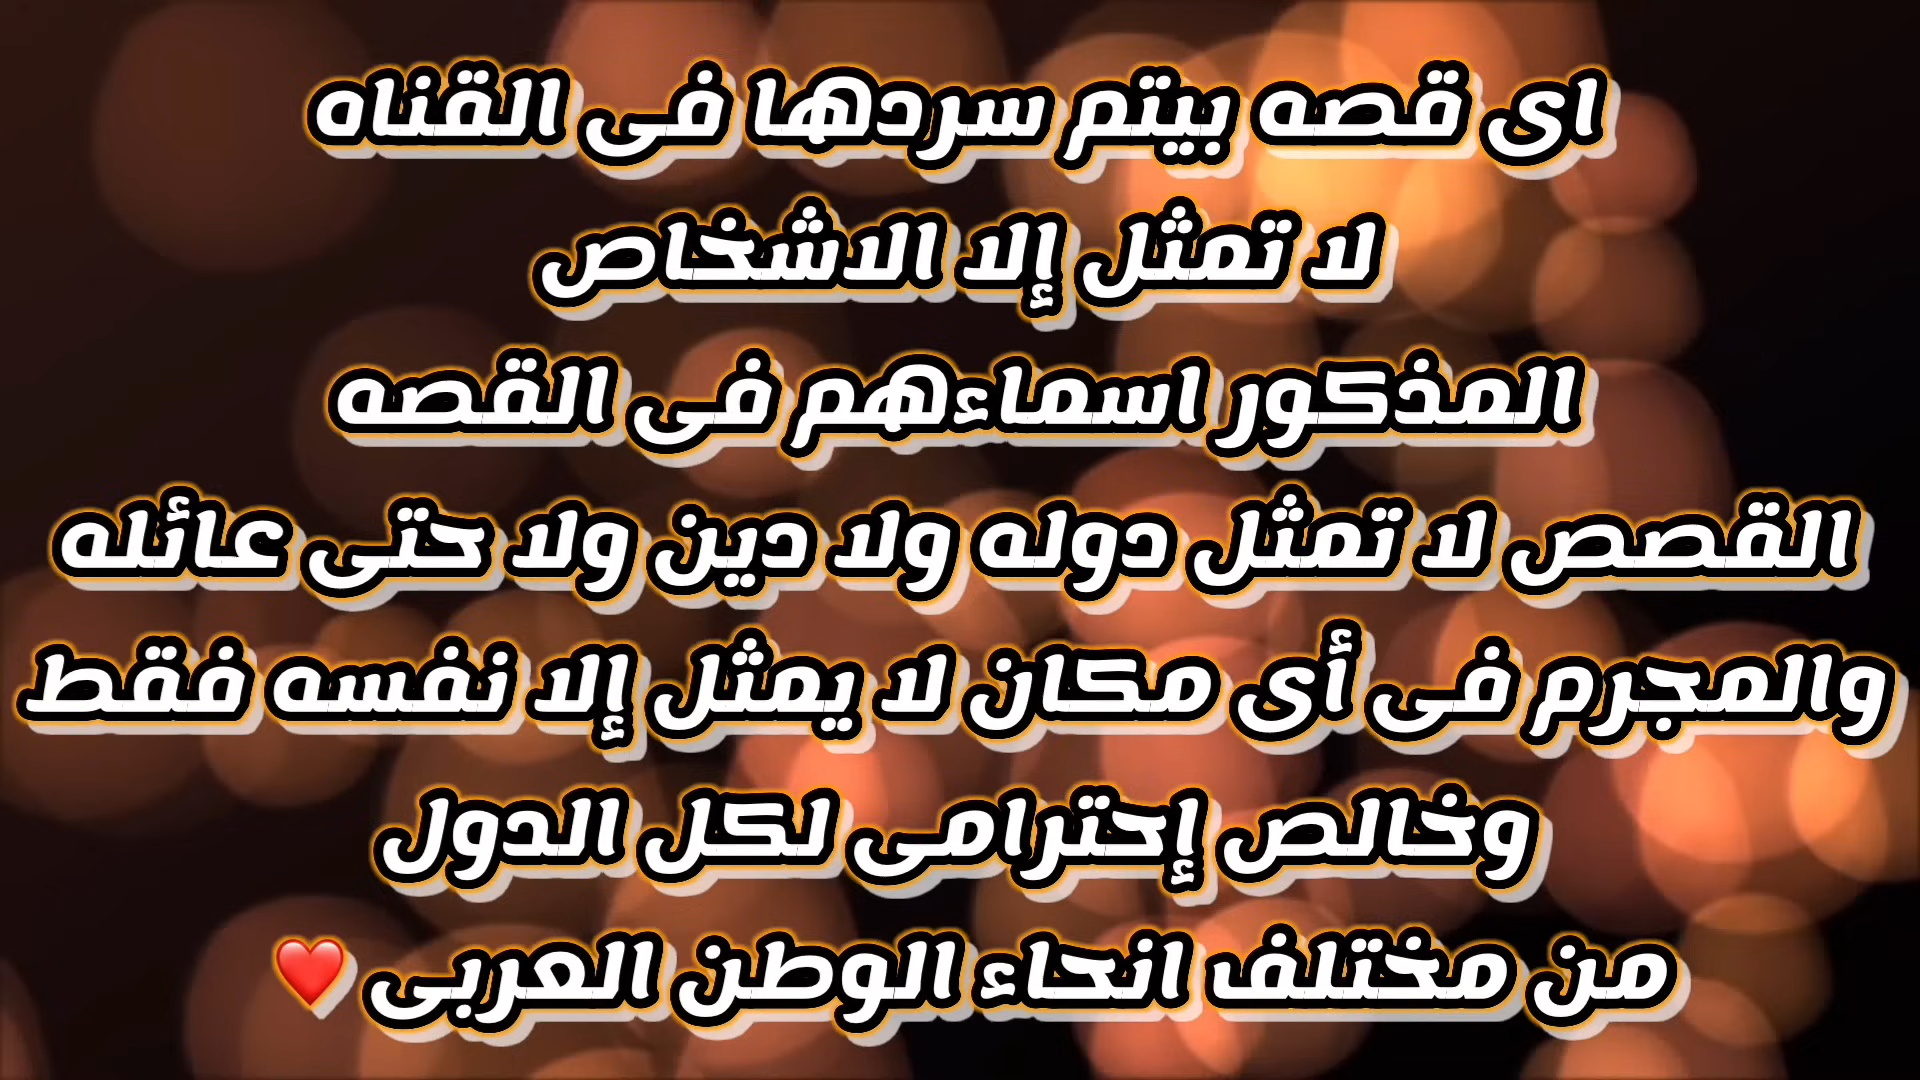 اى قصه بيتم سردها فى القناه
لا تمثل إلا الاشخاص
المذكور اسماءهم فى القصه
القصص لا تمثل دوله ولا دين ولا حتى عائله
والمجرم فى أى مكان لا يمثل إلا نفسه فقط
وخالص إحترامى لكل الدول
من مختلف انحاء الوطن العربى ❤️